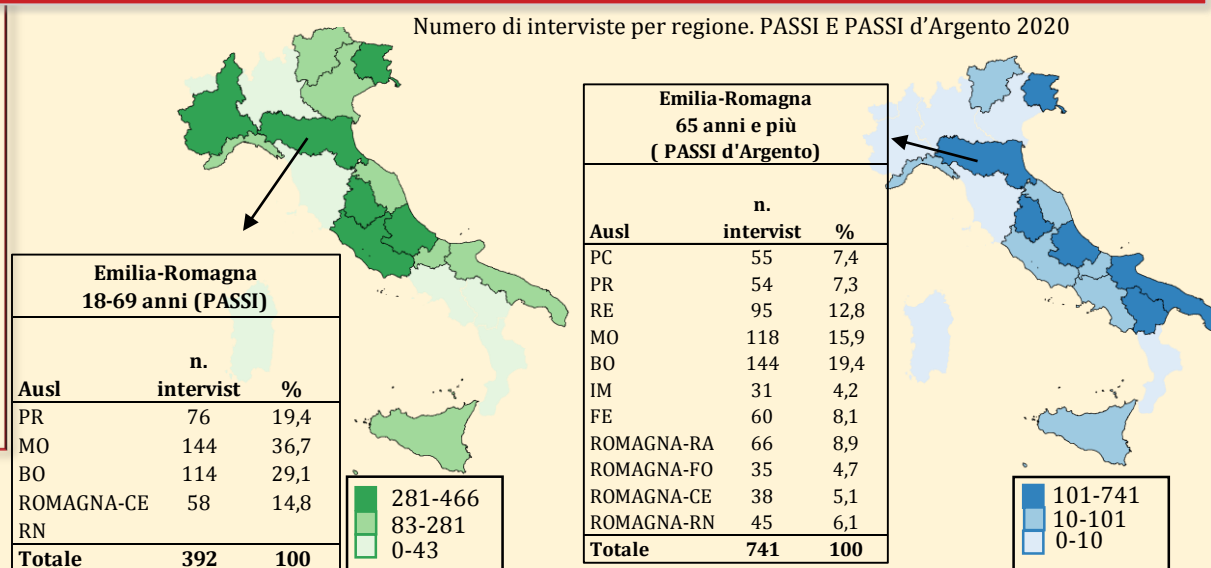 Numero di interviste per regione. PASSI E PASSI d'Argento 2020
Emilia-Romagna
18-69 anni (PASSI)
n.
Ausl intervist %
PR 76 19,4
MO 144 36,7
BO 114 29,1
ROMAGNA-CE 58 14,8
RN
Totale 392 100
281-466
83-281
0-43
Emilia-Romagna
65 anni e più
( PASSI d'Argento)
n.
Ausl intervist %
PC 55 7,4
PR 54 7,3
RE 95 12,8
MO 118 15,9
BO 144 19,4
IM 31 4,2
FE 60 8,1
ROMAGNA-RA 66 8,9
ROMAGNA-FO 35 4,7
ROMAGNA-CE 38 5,1
ROMAGNA-RN 45 6,1
Totale 741 100
101-741
10-101
0-10